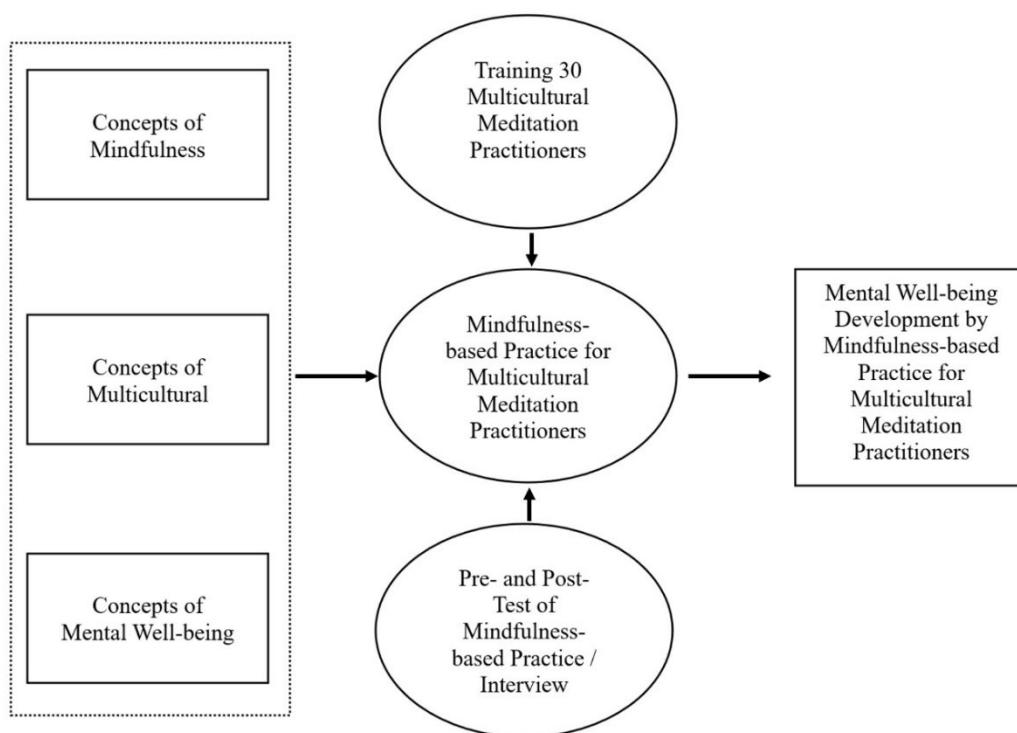 Concepts of
Mindfulness
Concepts of
Multicultural
Concepts of
Mental Well-being
Training 30
Multicultural
Meditation
Practitioners
Mindfulness-
based Practice for
Multicultural
Meditation
Practitioners
Pre- and Post-
Test of
Mindfulness-
based Practice /
Interview
Mental Well-being
Development by
Mindfulness-based
Practice for
Multicultural
Meditation
Practitioners